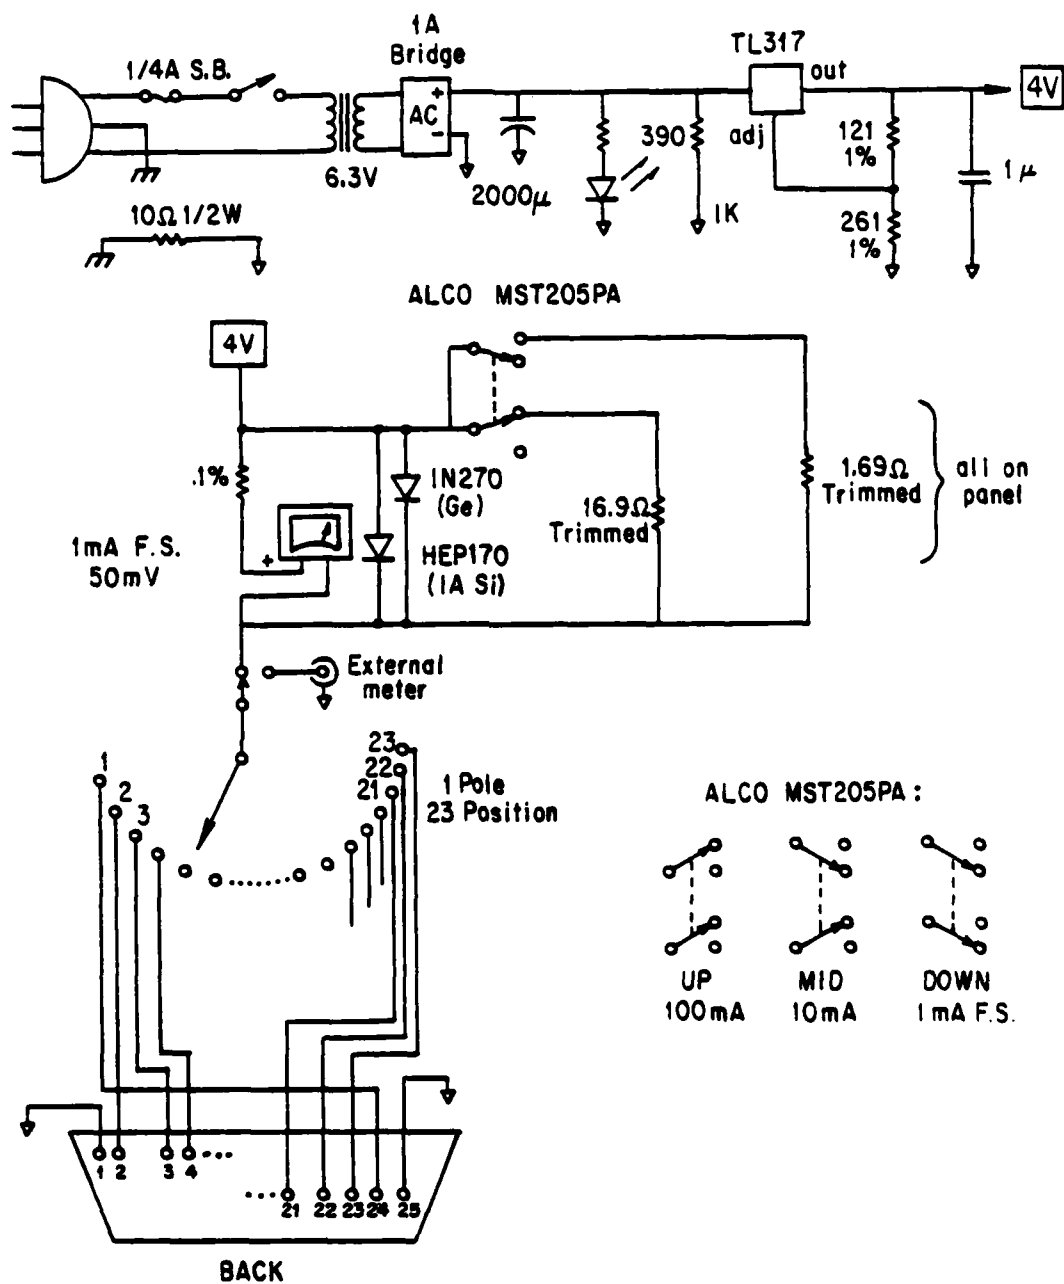 1A
Bridge
TL317
1/4A S.B.
out
4V
+
AC
-
390
adj
121
1%
1µ
6.3V
2000µ
1K
10Ω 1/2W
261
1%
ALCO MST205PA
4V
.1%
1N270
(Ge)
1.69Ω
Trimmed
all on
panel
16.9Ω
Trimmed
1mA F.S.
50mV
+
HEP170
(1A Si)
External
meter
1
2
3
23
22
21
1 Pole
23 Position
ALCO MST205PA:
UP
100mA
MID
10mA
DOWN
1mA F.S.
1 2 3 4 ...
... 21 22 23 24 25
BACK